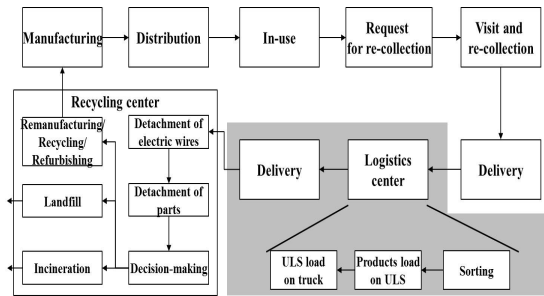 Manufacturing
Distribution
In-use
Request
for re-collection
Visit and
re-collection
Recycling center
Remanufacturing/
Recycling/
Refurbishing
Detachment of
electric wires
Landfill
Detachment of
parts
Incineration
Decision-making
Delivery
Logistics
center
Delivery
ULS load
on truck
Products load
on ULS
Sorting